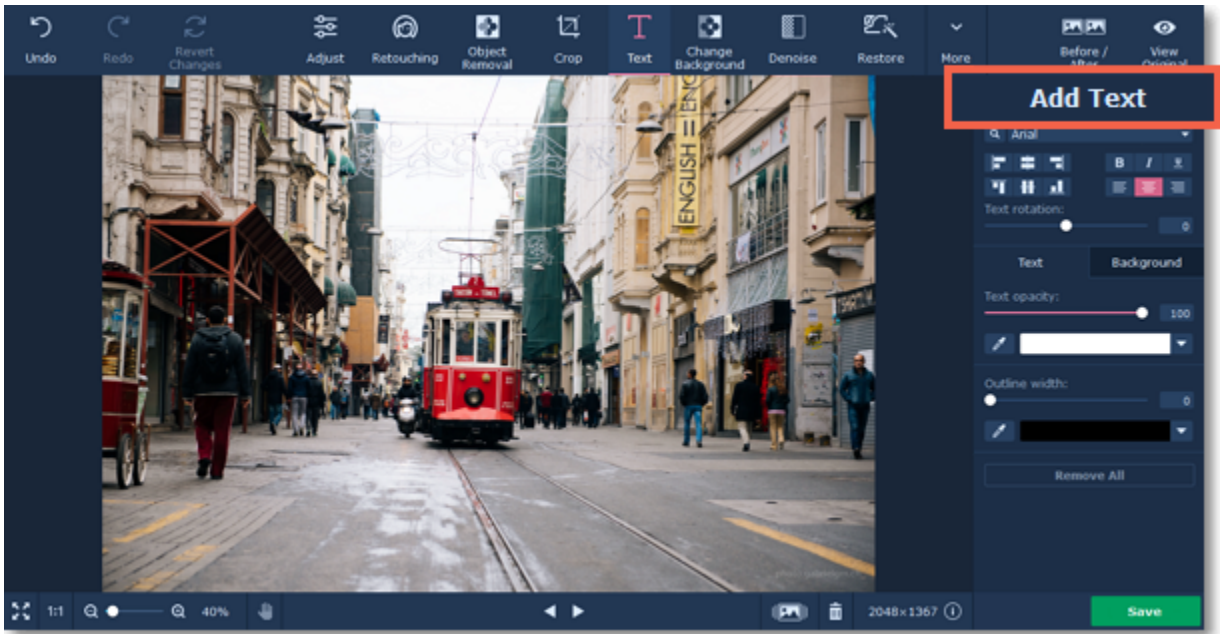 Undo
Redo
Revert
Changes
Adjust
Retouching
Object
Removal
Crop
Text
Change
Background
Denoise
Restore
More
Before /
After
View
Original
Add Text
Arial
B I U
Text rotation:
0
Text
Background
Text opacity:
100
Outline width:
0
Remove All
ENGLISH = ENG
1:1
40%
2048×1367
Save